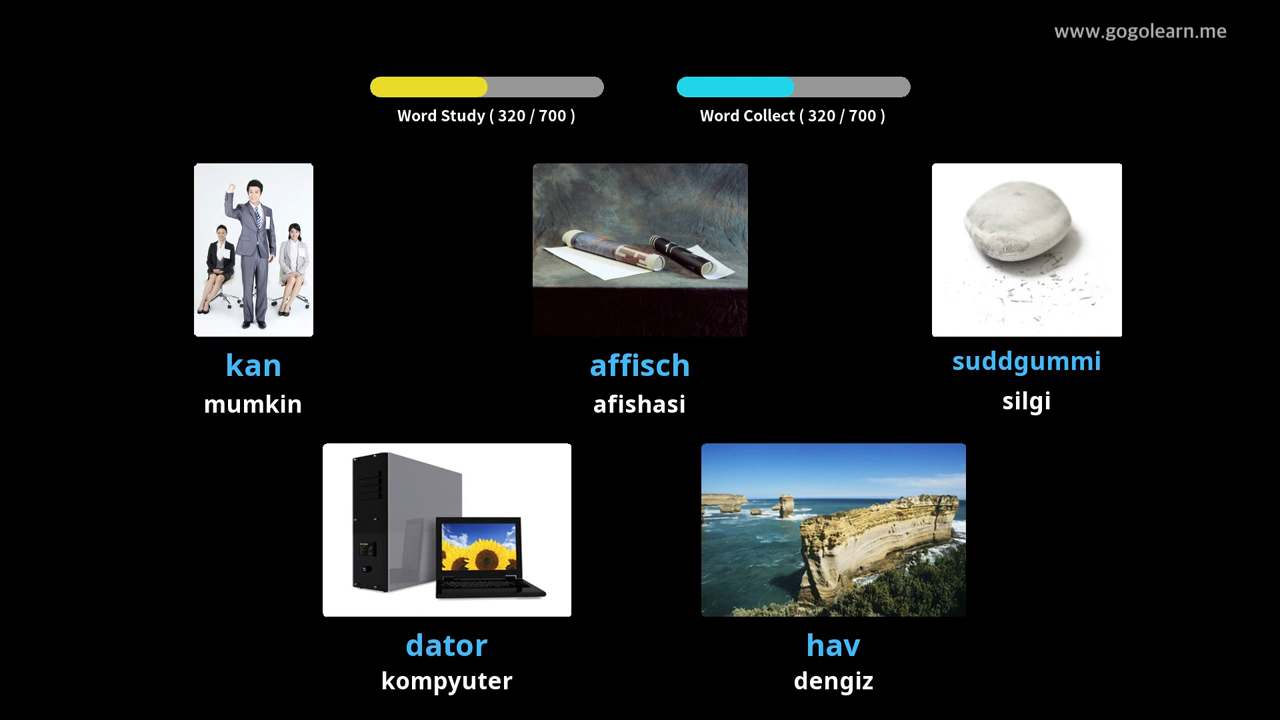 www.gogolearn.me
Word Study ( 320 / 700 )
Word Collect ( 320 / 700 )
kan
mumkin
affisch
afishasi
suddgummi
silgi
dator
kompyuter
hav
dengiz